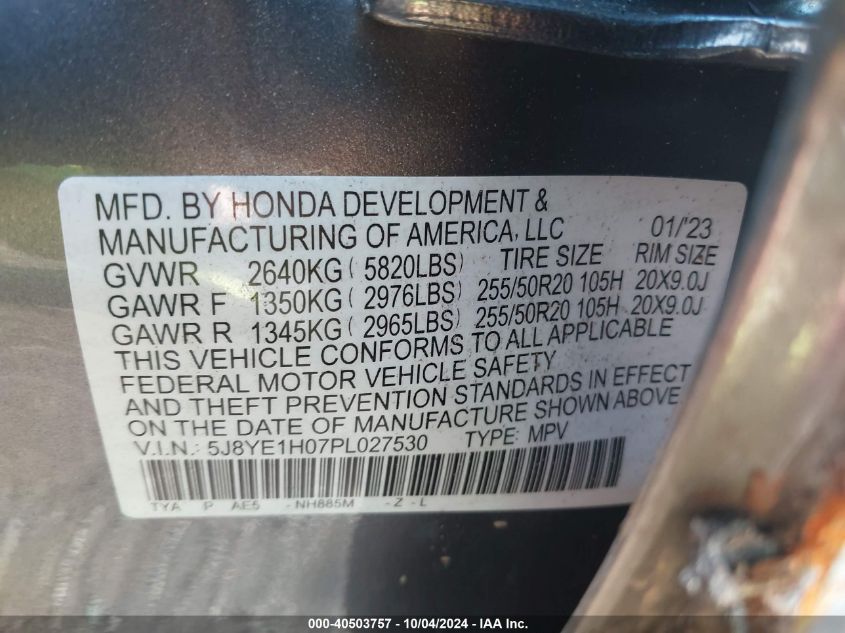 MFD. BY HONDA DEVELOPMENT &
MANUFACTURING OF AMERICA, LLC 01/'23
GVWR 2640KG ( 5820LBS) TIRE SIZE RIM SIZE
GAWR F 1350KG ( 2976LBS) 255/50R20 105H 20X9.0J
GAWR R 1345KG ( 2965LBS) 255/50R20 105H 20X9.0J
THIS VEHICLE CONFORMS TO ALL APPLICABLE
FEDERAL MOTOR VEHICLE SAFETY
AND THEFT PREVENTION STANDARDS IN EFFECT
ON THE DATE OF MANUFACTURE SHOWN ABOVE
V.I.N.: 5J8YE1H07PL027530 TYPE: MPV
TYA P AE5 -NH885M -Z -L
000-40503757 - 10/04/2024 - IAA Inc.